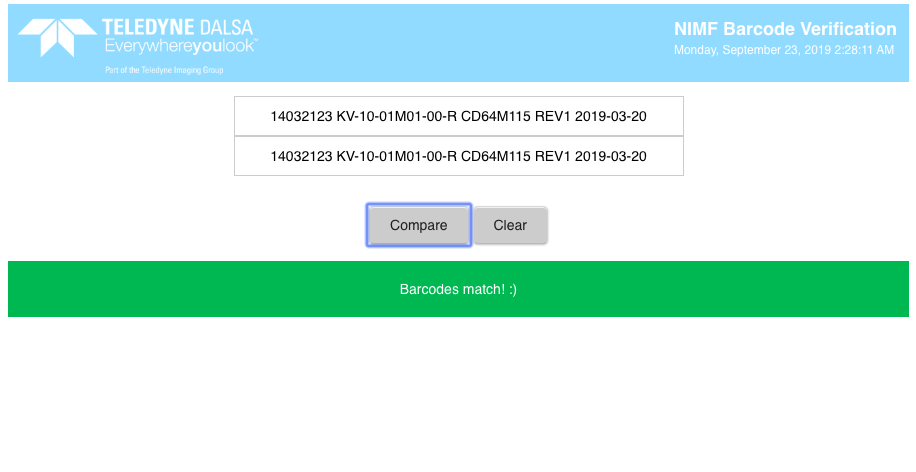 TELEDYNE DALSA
Everywhereyoulook™
Part of the Teledyne Imaging Group
NIMF Barcode Verification
Monday, September 23, 2019 2:28:11 AM
14032123 KV-10-01M01-00-R CD64M115 REV1 2019-03-20
14032123 KV-10-01M01-00-R CD64M115 REV1 2019-03-20
Compare
Clear
Barcodes match! :)